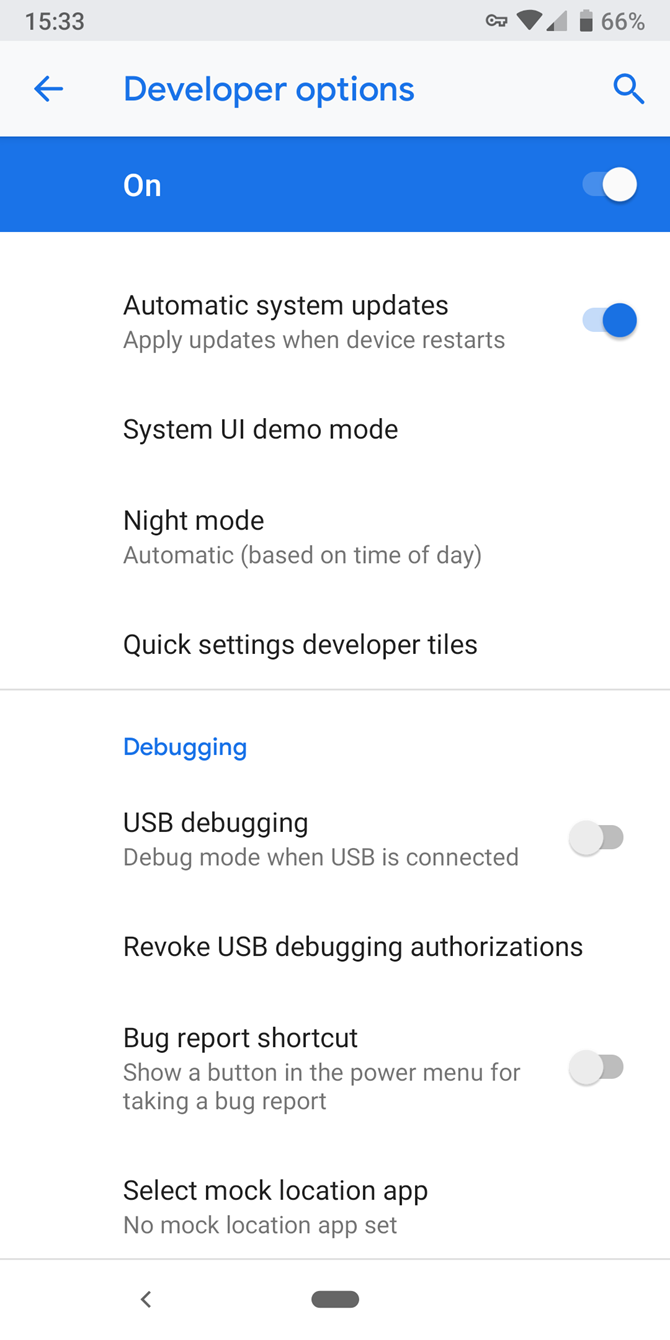 15:33
66%
Developer options
On
Automatic system updates
Apply updates when device restarts
System UI demo mode
Night mode
Automatic (based on time of day)
Quick settings developer tiles
Debugging
USB debugging
Debug mode when USB is connected
Revoke USB debugging authorizations
Bug report shortcut
Show a button in the power menu for
taking a bug report
Select mock location app
No mock location app set